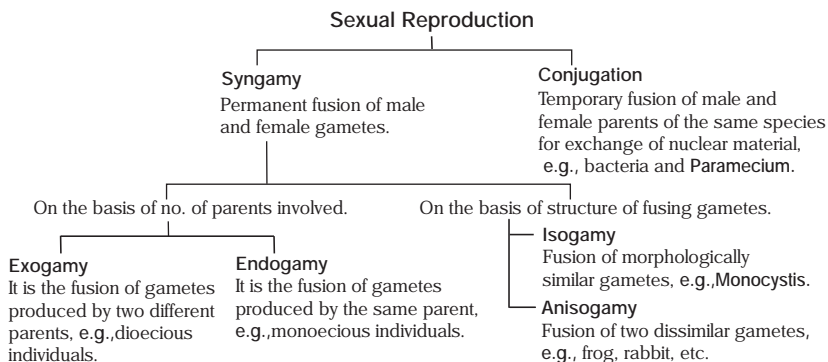 Sexual Reproduction
Syngamy
Permanent fusion of male
and female gametes.
Conjugation
Temporary fusion of male and
female parents of the same species
for exchange of nuclear material,
e.g., bacteria and Paramecium.
On the basis of no. of parents involved.
On the basis of structure of fusing gametes.
Exogamy
It is the fusion of gametes
produced by two different
parents, e.g.,dioecious
individuals.
Endogamy
It is the fusion of gametes
produced by the same parent,
e.g.,monoecious individuals.
Isogamy
Fusion of morphologically
similar gametes, e.g.,Monocystis.
Anisogamy
Fusion of two dissimilar gametes,
e.g., frog, rabbit, etc.